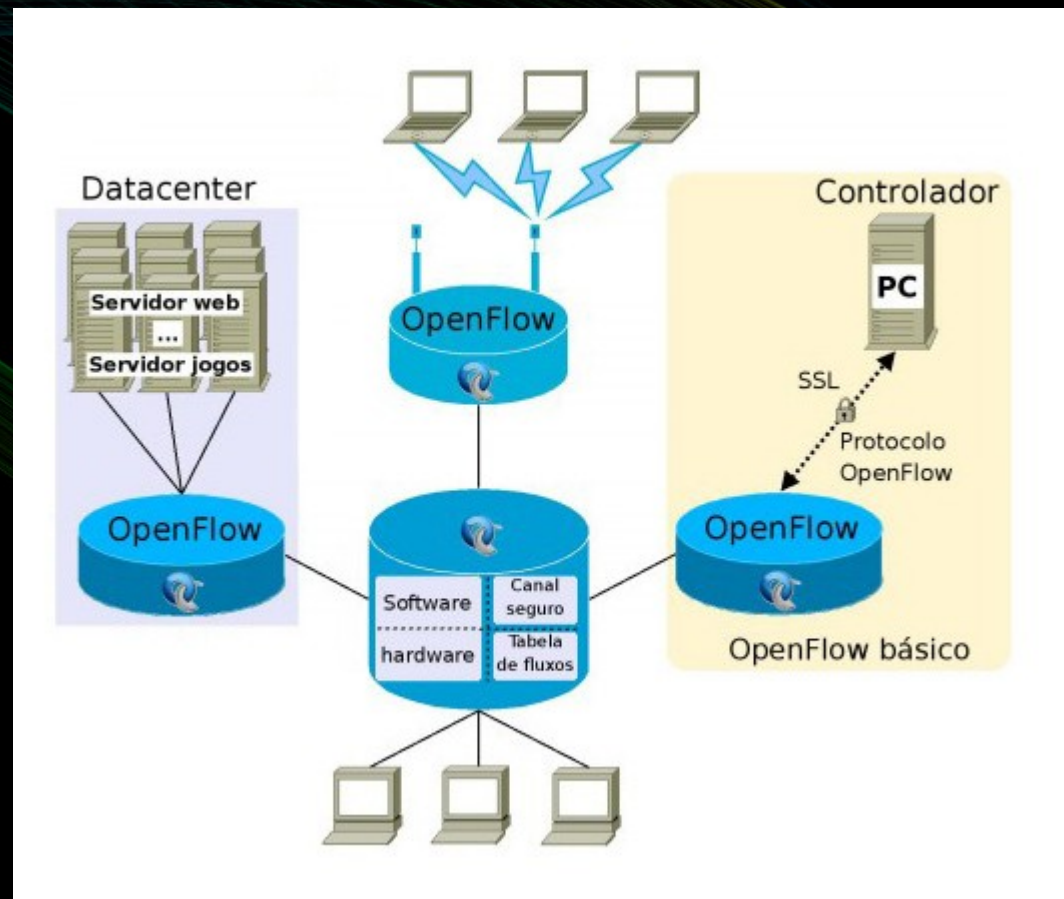 Datacenter
Servidor web
...
Servidor jogos
OpenFlow
OpenFlow
Controlador
PC
SSL
Protocolo
OpenFlow
OpenFlow
OpenFlow básico
Software
Canal
seguro
hardware
Tabela
de fluxos